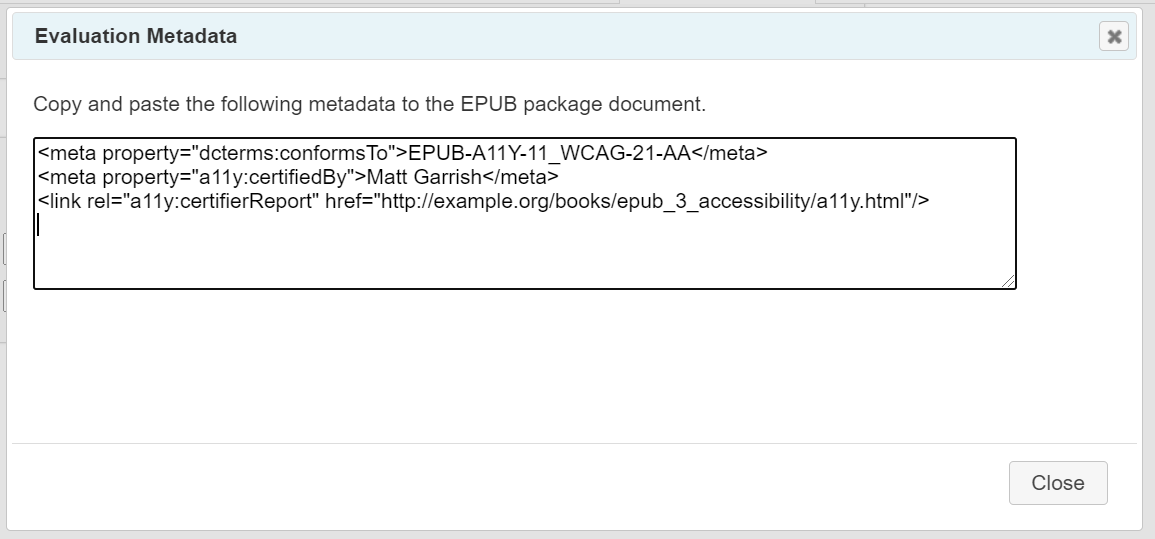 Evaluation Metadata
Copy and paste the following metadata to the EPUB package document.
<meta property="dcterms:conformsTo">EPUB-A11Y-11_WCAG-21-AA</meta>
<meta property="a11y:certifiedBy">Matt Garrish</meta>
<link rel="a11y:certifierReport" href="http://example.org/books/epub_3_accessibility/a11y.html"/>
Close